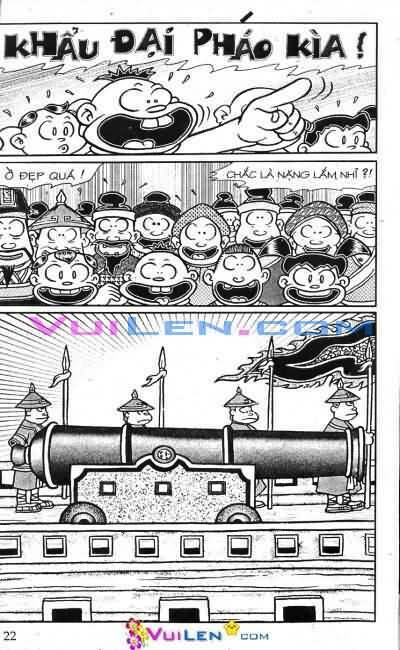 KHẨU ĐẠI PHÁO KÌA !
Ồ ĐẸP QUÁ !
CHẮC LÀ NẶNG LẮM NHỈ ?!
VUILEN.COM
22
VUILEN.COM